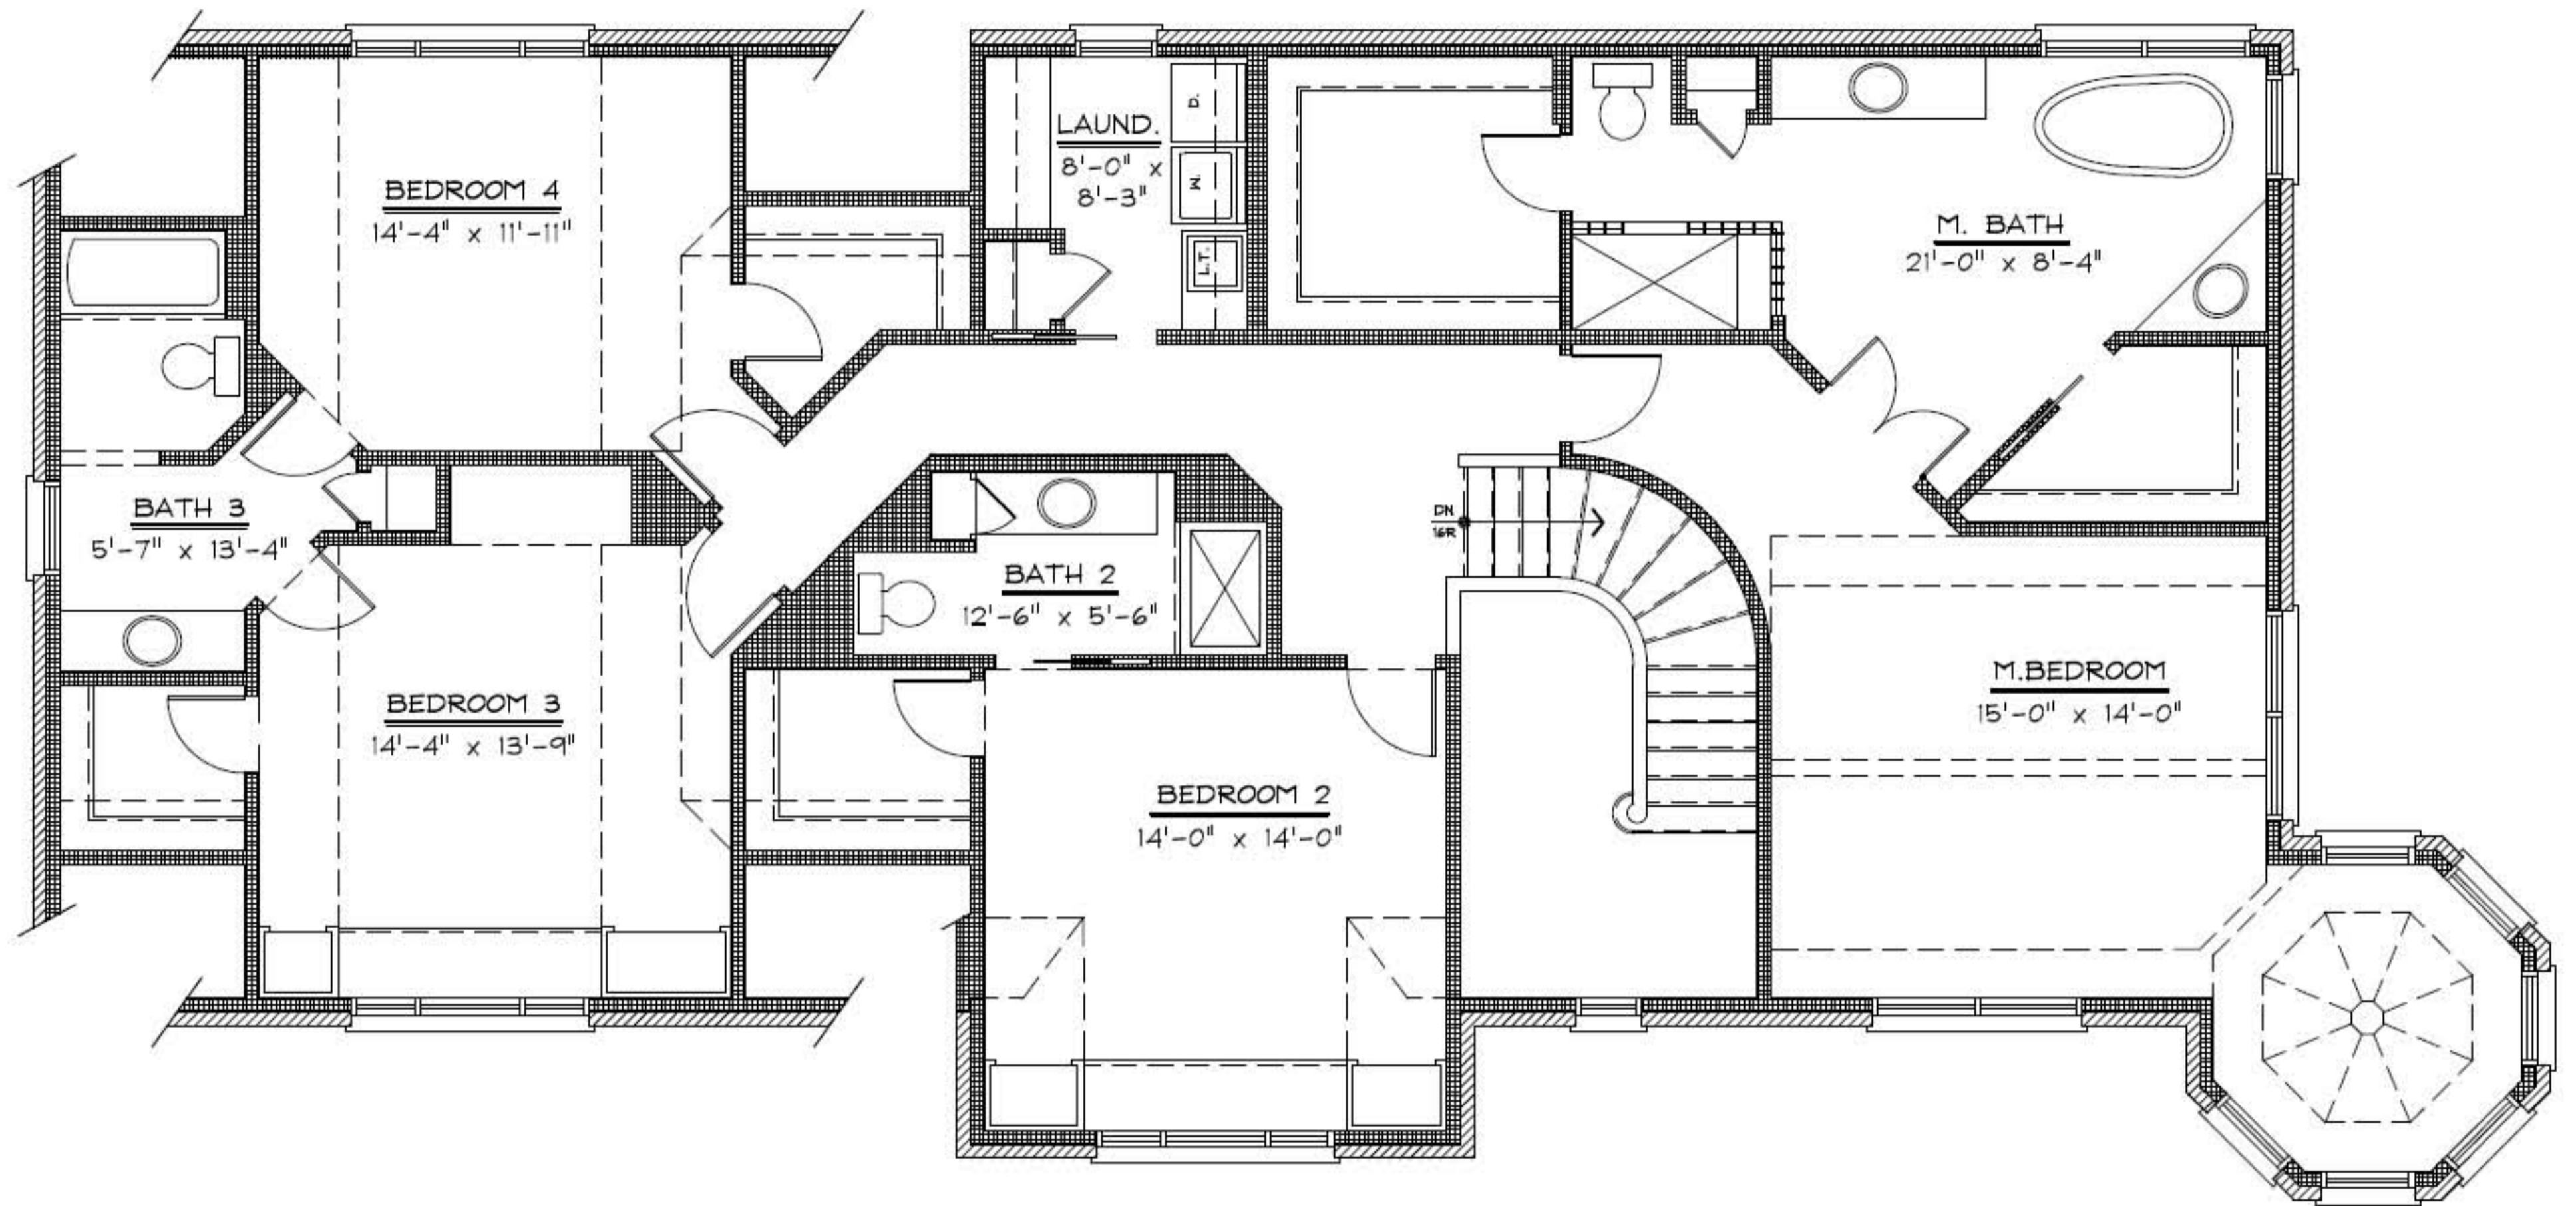 BEDROOM 4
14'-4" x 11'-11"
LAUND.
8'-0" x
8'-3"
D.
W.
L.T.
M. BATH
21'-0" x 8'-4"
BATH 3
5'-7" x 13'-4"
BATH 2
12'-6" x 5'-6"
DN
16R
BEDROOM 3
14'-4" x 13'-9"
BEDROOM 2
14'-0" x 14'-0"
M.BEDROOM
15'-0" x 14'-0"